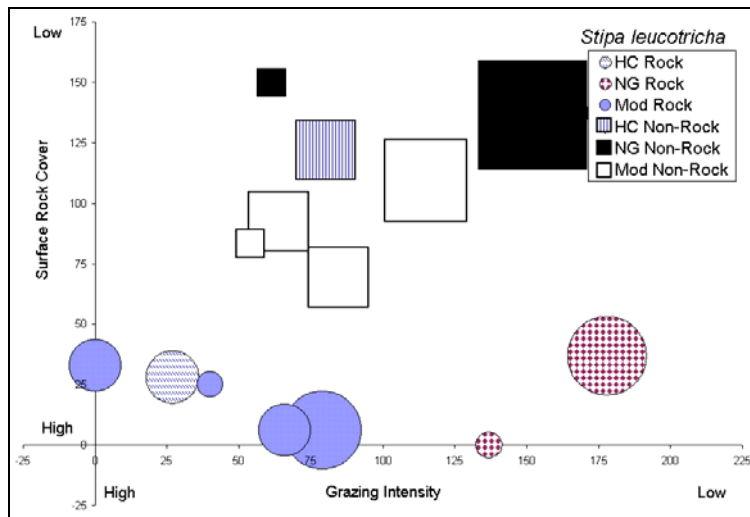 175
Low
Stipa leucotricha
HC Rock
NG Rock
Mod Rock
HC Non-Rock
NG Non-Rock
Mod Non-Rock
150
125
100
75
50
25
Surface Rock Cover
High
0
-25
-25 0 25 50 75 100 125 150 175 200 225
High Grazing Intensity Low